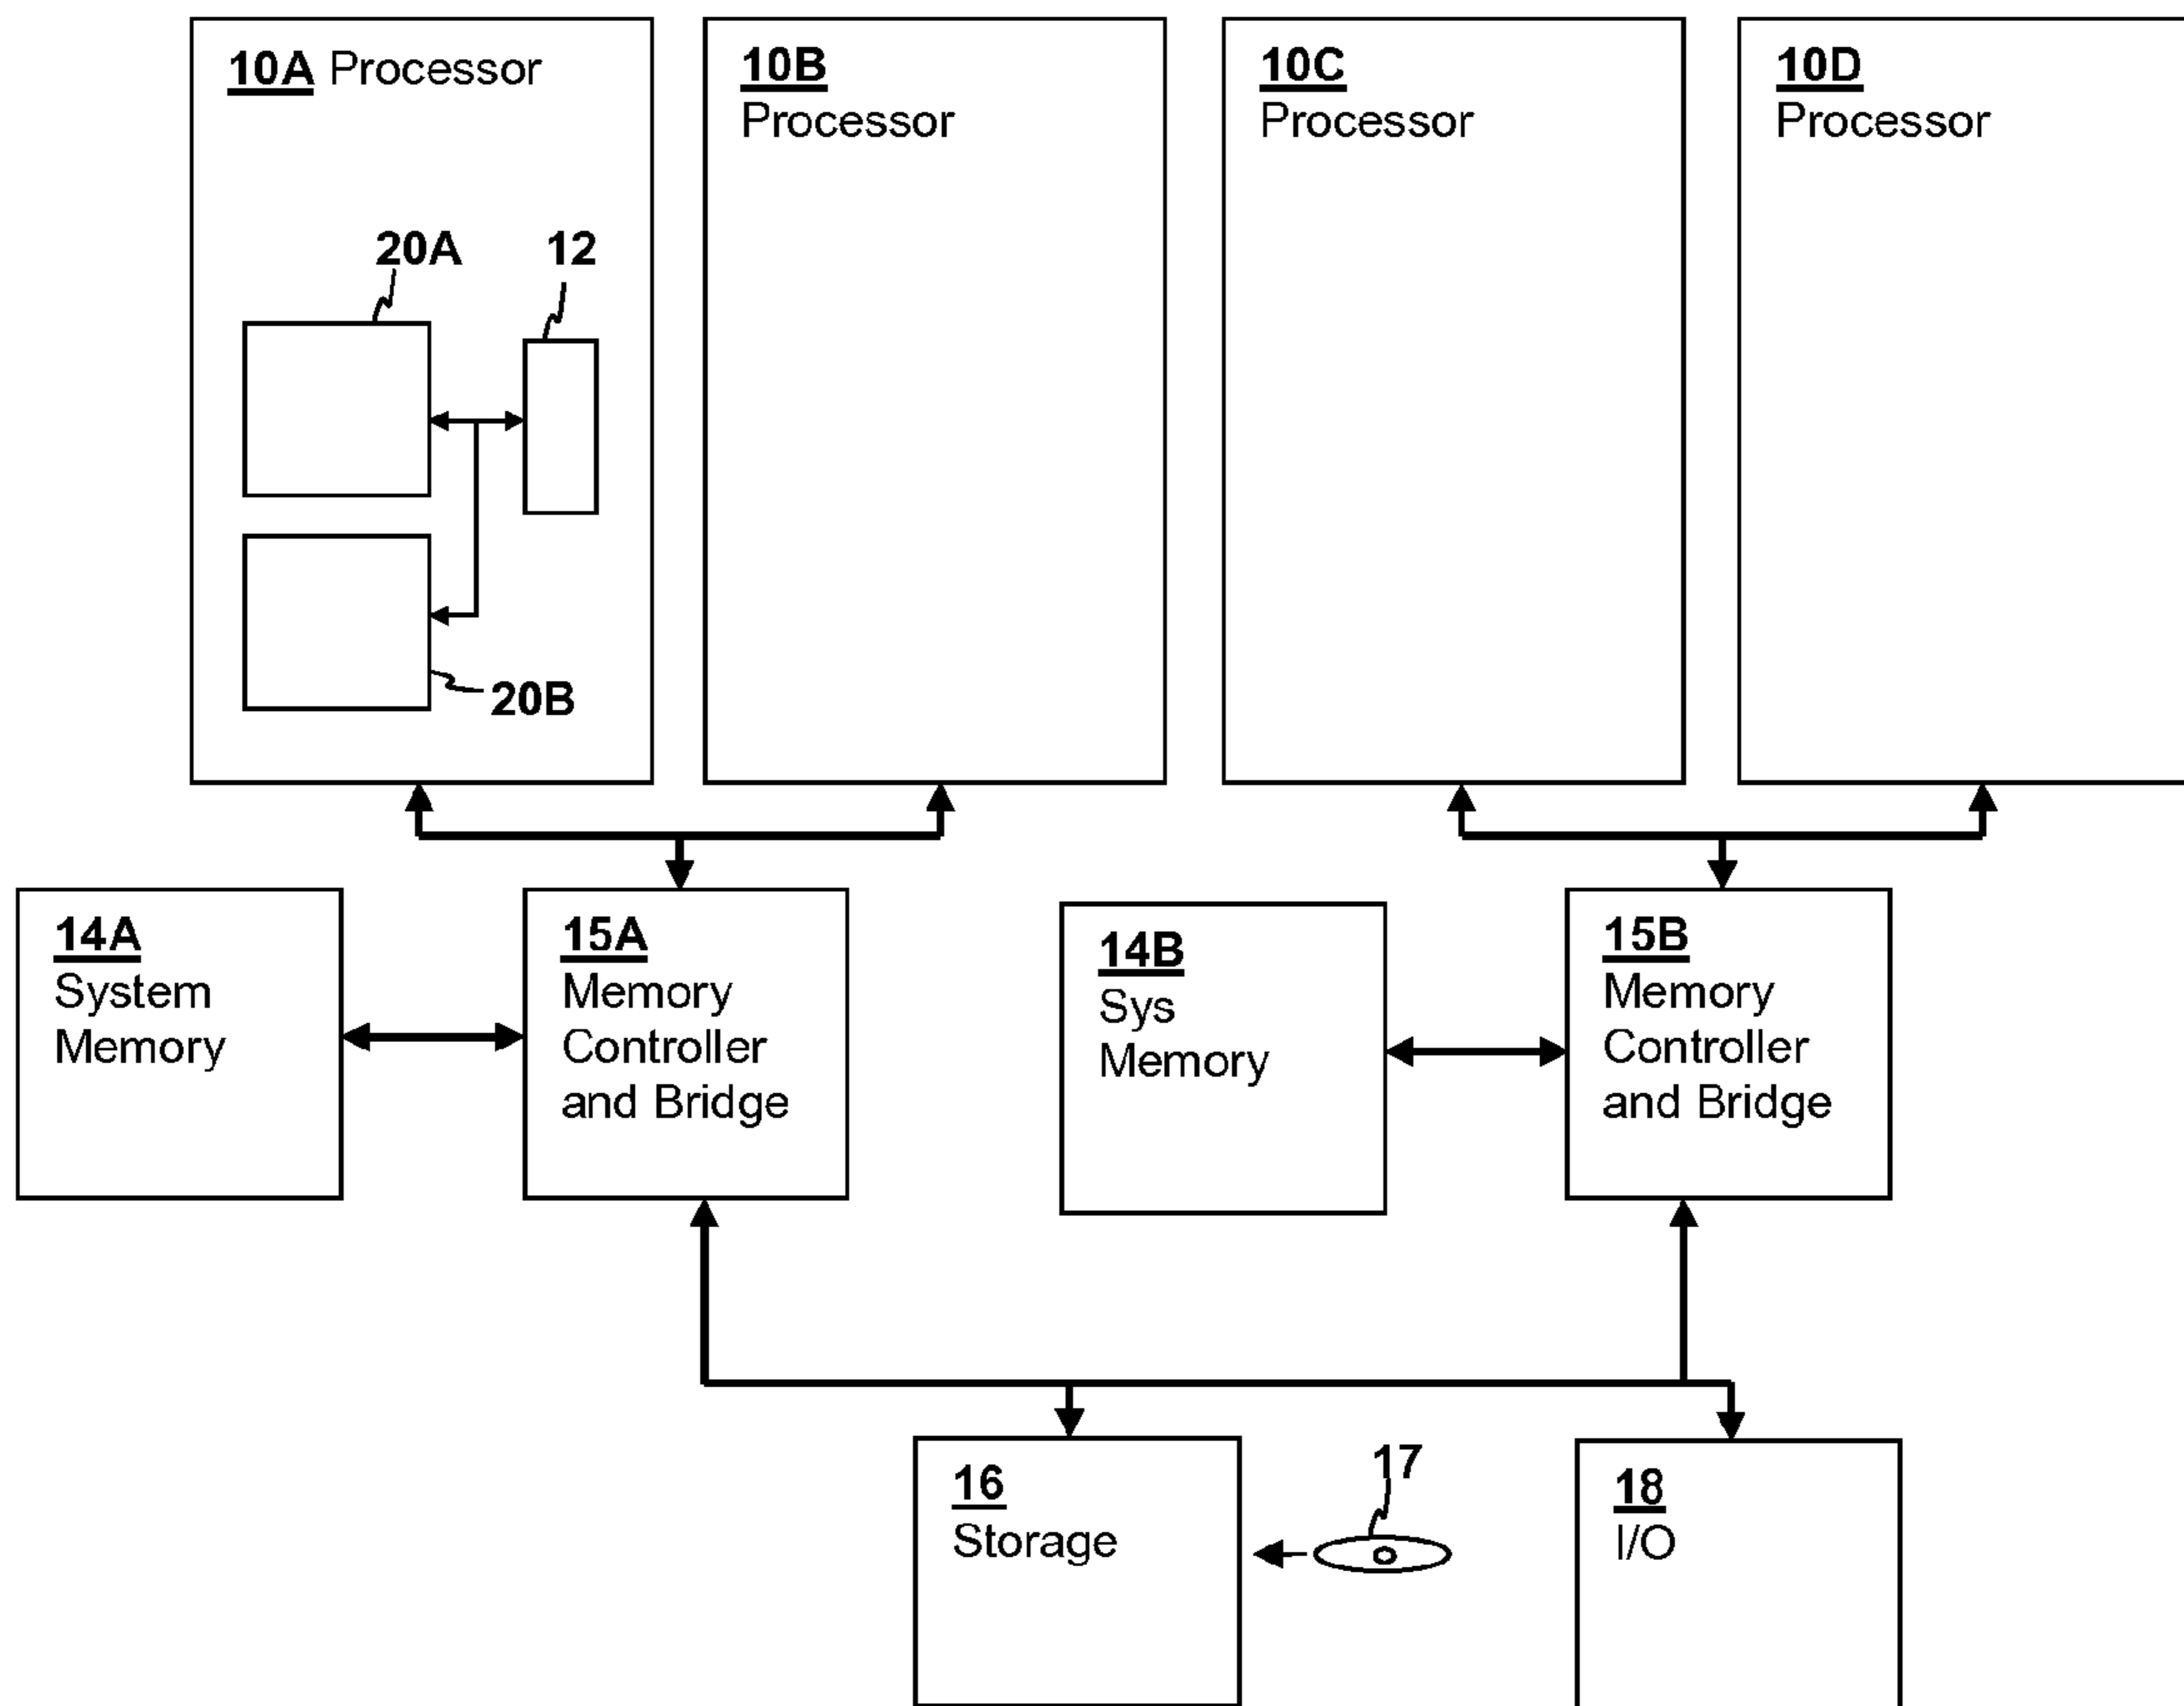 10A Processor
10B
Processor
10C
Processor
10D
Processor
20A
12
20B
14A
System
Memory
15A
Memory
Controller
and Bridge
14B
Sys
Memory
15B
Memory
Controller
and Bridge
16
Storage
17
18
I/O